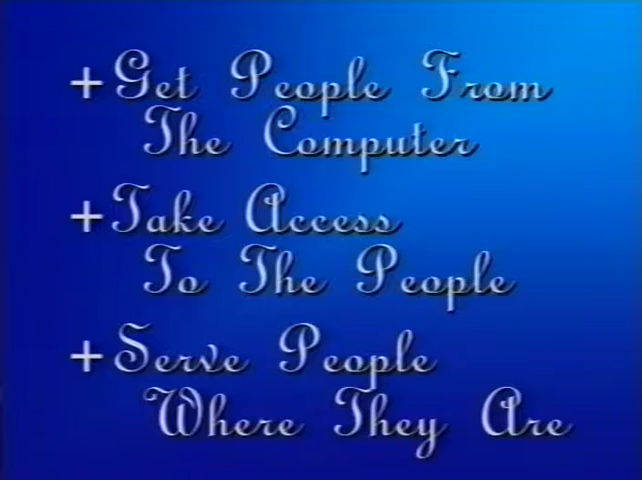 +Get People From
The Computer
+Take Access
To The People
+Serve People
Where They Are